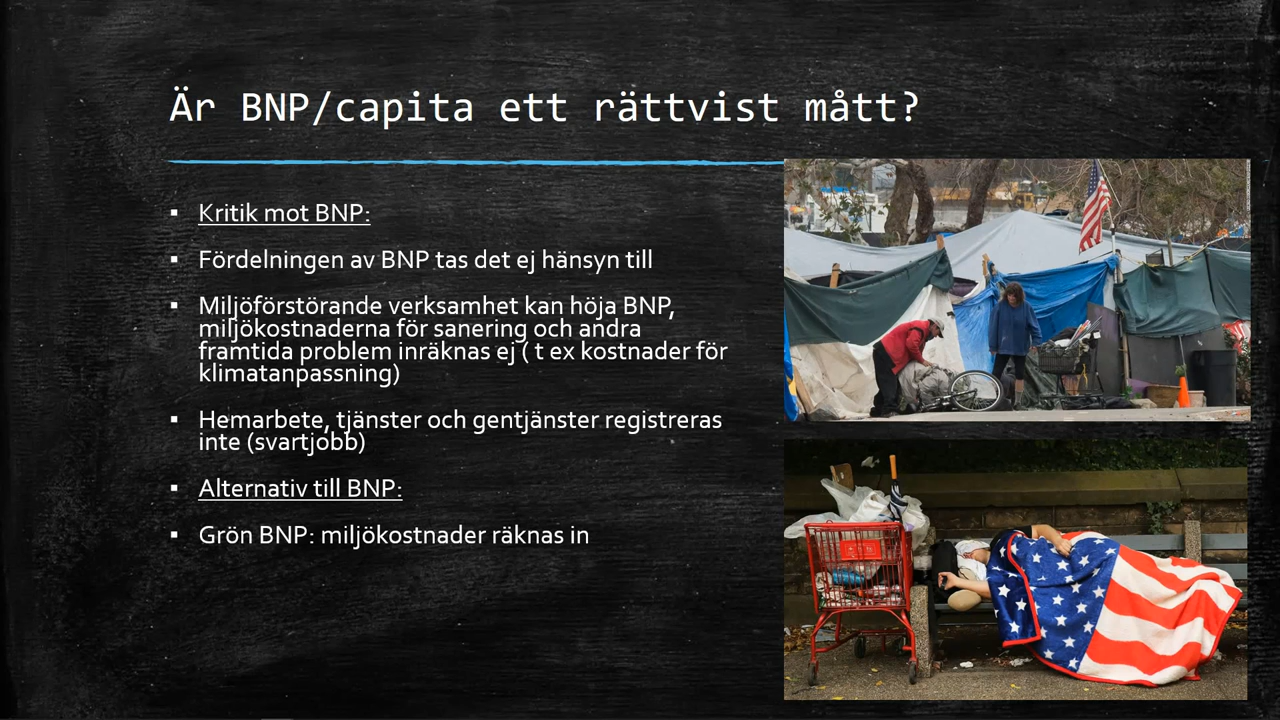 Är BNP/capita ett rättvist mått?
▪ Kritik mot BNP:
▪ Fördelningen av BNP tas det ej hänsyn till
▪ Miljöförstörande verksamhet kan höja BNP,
miljökostnaderna för sanering och andra
framtida problem inräknas ej ( t ex kostnader för
klimatanpassning)
▪ Hemarbete, tjänster och gentjänster registreras
inte (svartjobb)
▪ Alternativ till BNP:
▪ Grön BNP: miljökostnader räknas in